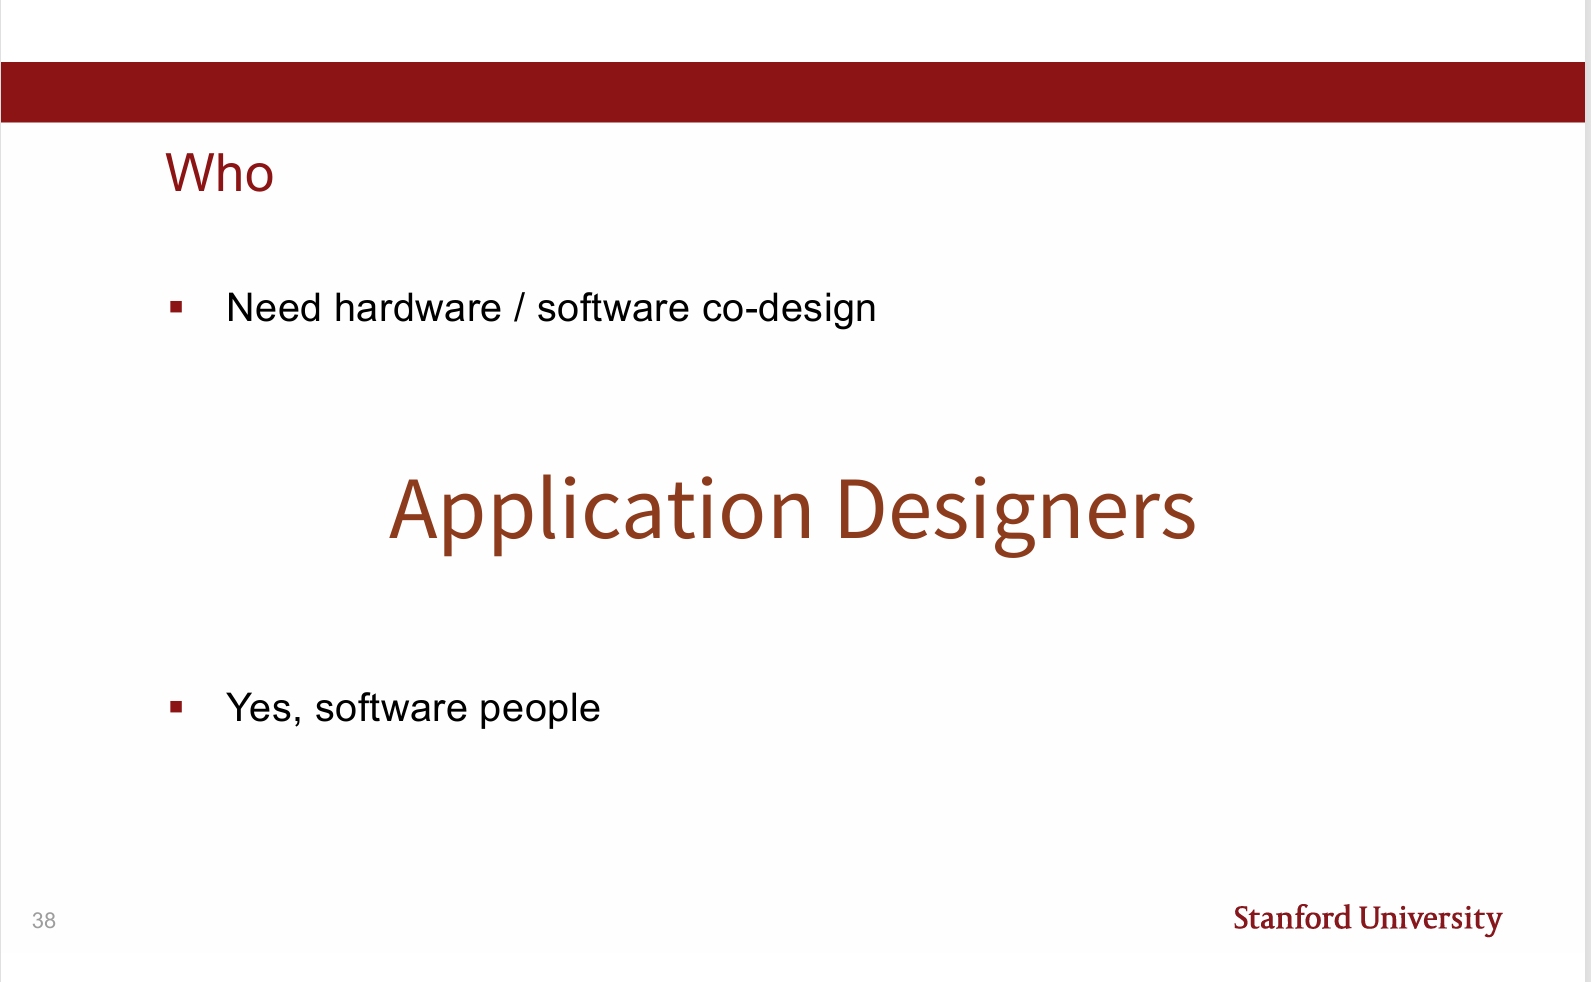 Who
Need hardware / software co-design
Application Designers
Yes, software people
38
Stanford University